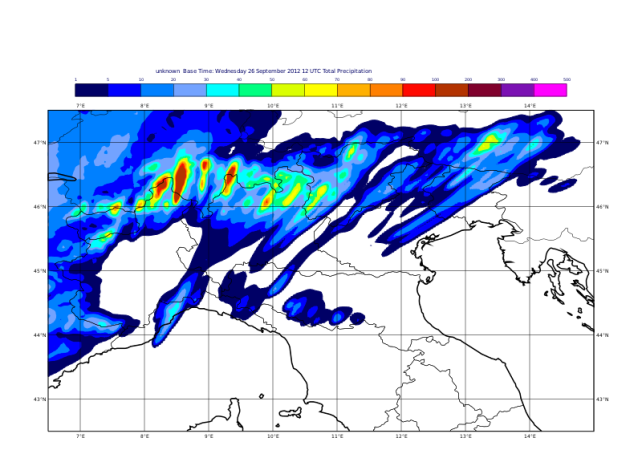 unknown Base Time: Wednesday 26 September 2012 12 UTC Total Precipitation
1 5 10 20 30 40 50 60 70 80 90 100 200 300 400 500
7°E 8°E 9°E 10°E 11°E 12°E 13°E 14°E
47°N 47°N
46°N 46°N
45°N 45°N
44°N 44°N
43°N 43°N
7°E 8°E 9°E 10°E 11°E 12°E 13°E 14°E